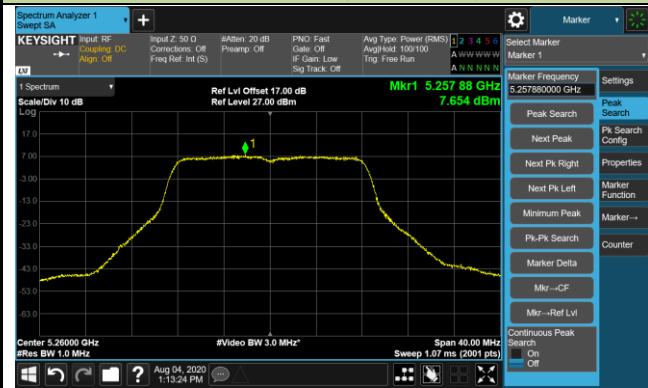 Spectrum Analyzer 1
Swept SA
Marker
KEYSIGHT
Input: RF
Coupling: DC
Align: Off
Input Z: 50 Ω
Corrections: Off
Freq Ref: Int (S)
#Atten: 20 dB
Preamp: Off
PNO: Fast
Gate: Off
IF Gain: Low
Sig Track: Off
Avg Type: Power (RMS)
Avg|Hold: 100/100
Trig: Free Run
1 2 3 4 5 6
A W W W W W
A N N N N N
LXI
Select Marker
Marker 1
1 Spectrum
Scale/Div 10 dB
Log
Ref Lvl Offset 17.00 dB
Ref Level 27.00 dBm
Mkr1 5.257 88 GHz
7.654 dBm
17.0
7.00
-3.00
-13.0
-23.0
-33.0
-43.0
-53.0
-63.0
1
Center 5.26000 GHz
#Res BW 1.0 MHz
#Video BW 3.0 MHz*
Span 40.00 MHz
Sweep 1.07 ms (2001 pts)
Marker Frequency
5.257880000 GHz
Peak Search
Next Peak
Next Pk Right
Next Pk Left
Minimum Peak
Pk-Pk Search
Marker Delta
Mkr→CF
Mkr→Ref Lvl
Continuous Peak
Search
On
Off
Settings
Peak
Search
Pk Search
Config
Properties
Marker
Function
Marker→
Counter
?
Aug 04, 2020
1:13:24 PM